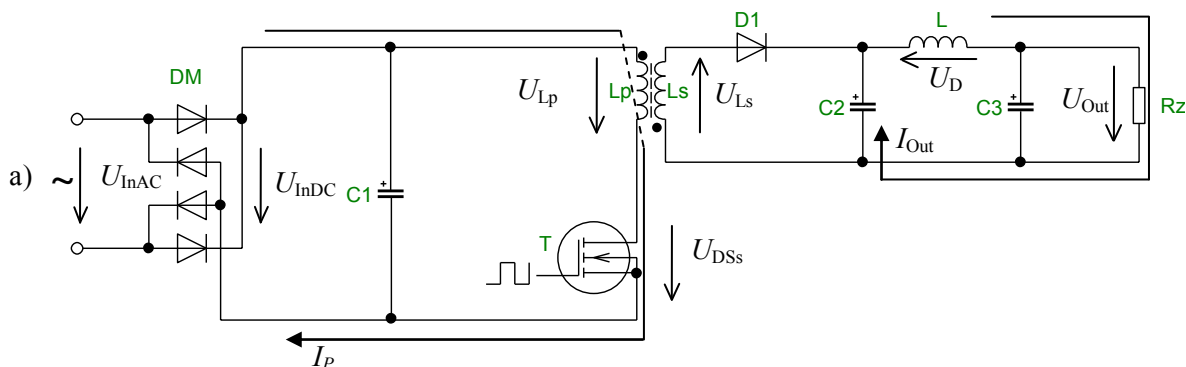 D1
L
DM
U_Lp
Lp
Ls
U_Ls
U_D
C2
C3
U_Out
Rz
I_Out
a) ~
U_InAC
U_InDC
C1
T
U_DSs
I_P
+
+
+